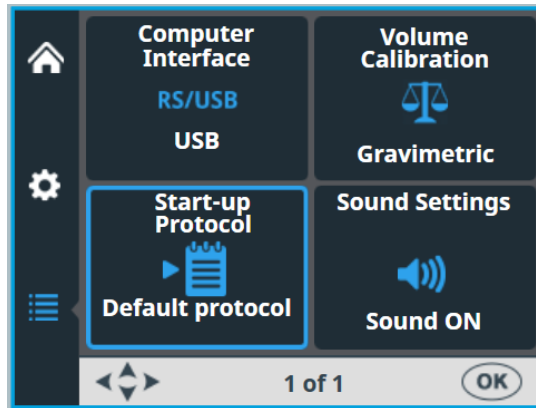 Computer
Interface
RS/USB
USB
Volume
Calibration
Gravimetric
Start-up
Protocol
Default protocol
Sound Settings
Sound ON
1 of 1
OK